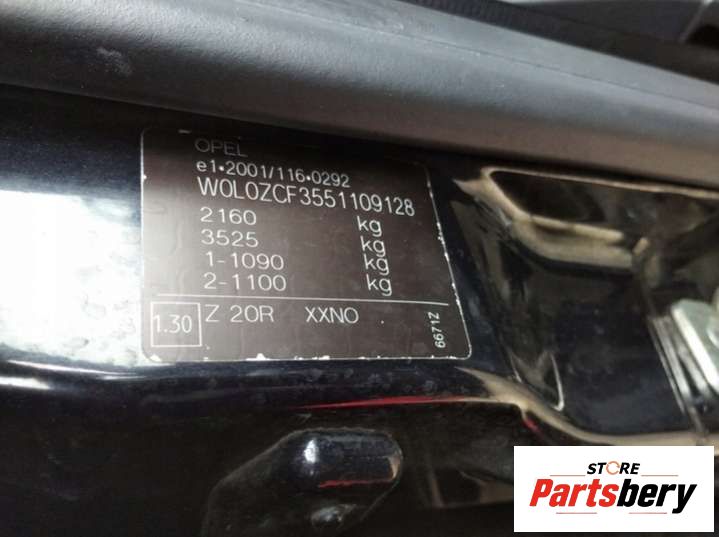 OPEL
e1•2001/116•0292
W0L0ZCF3551109128
2160 kg
3525 kg
1-1090 kg
2-1100 kg
1.30 Z 20R XXNO
6671Z
STORE
Partsbery